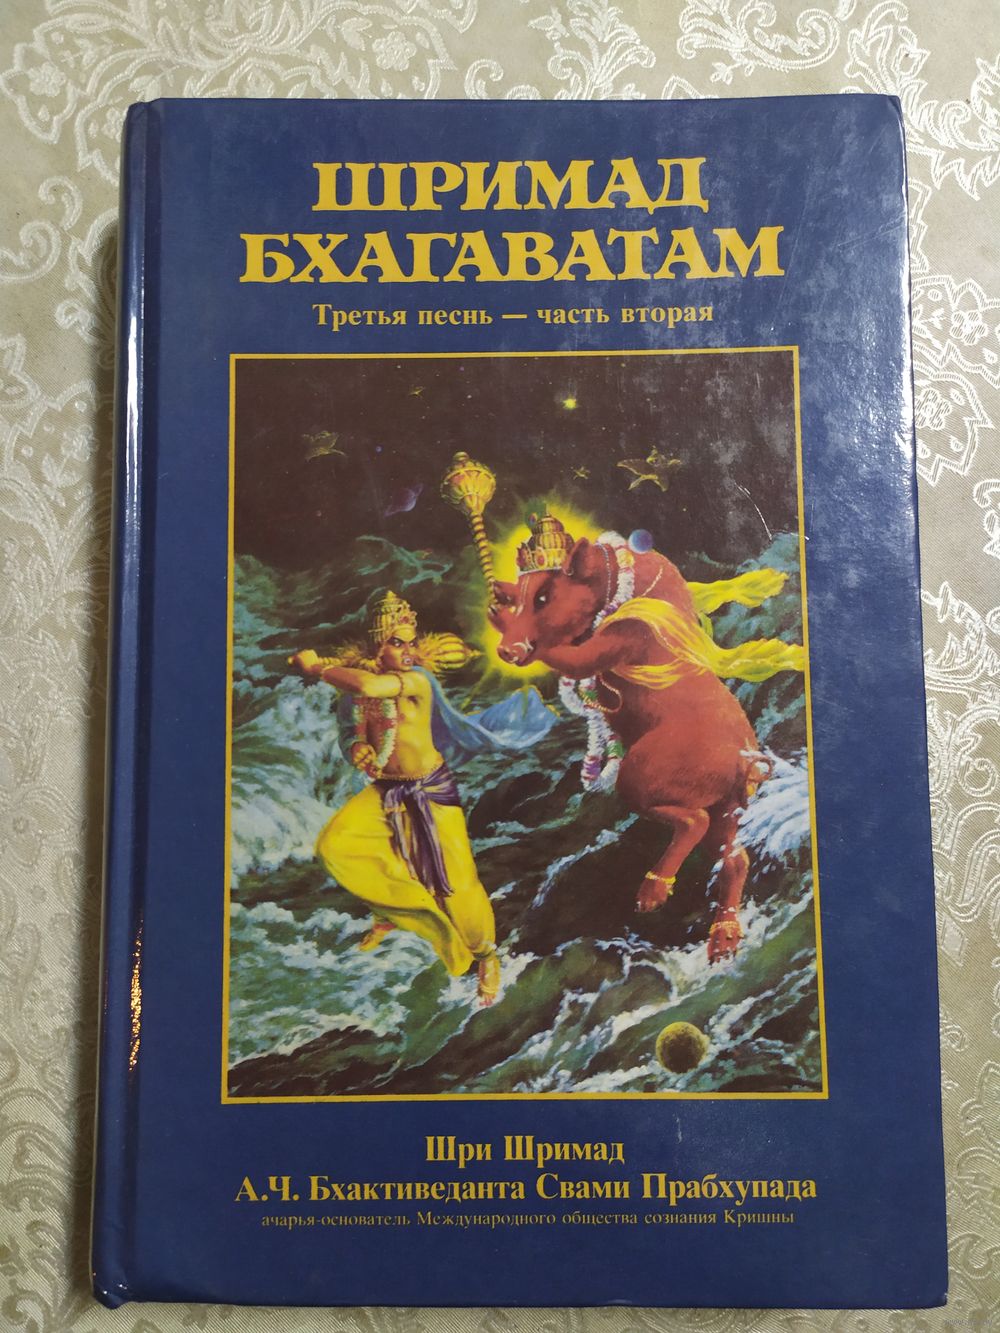 ШРИМАД
БХАГАВАТАМ
Третья песнь — часть вторая
Шри Шримад
А.Ч. Бхактиведанта Свами Прабхупада
ачарья-основатель Международного общества сознания Кришны